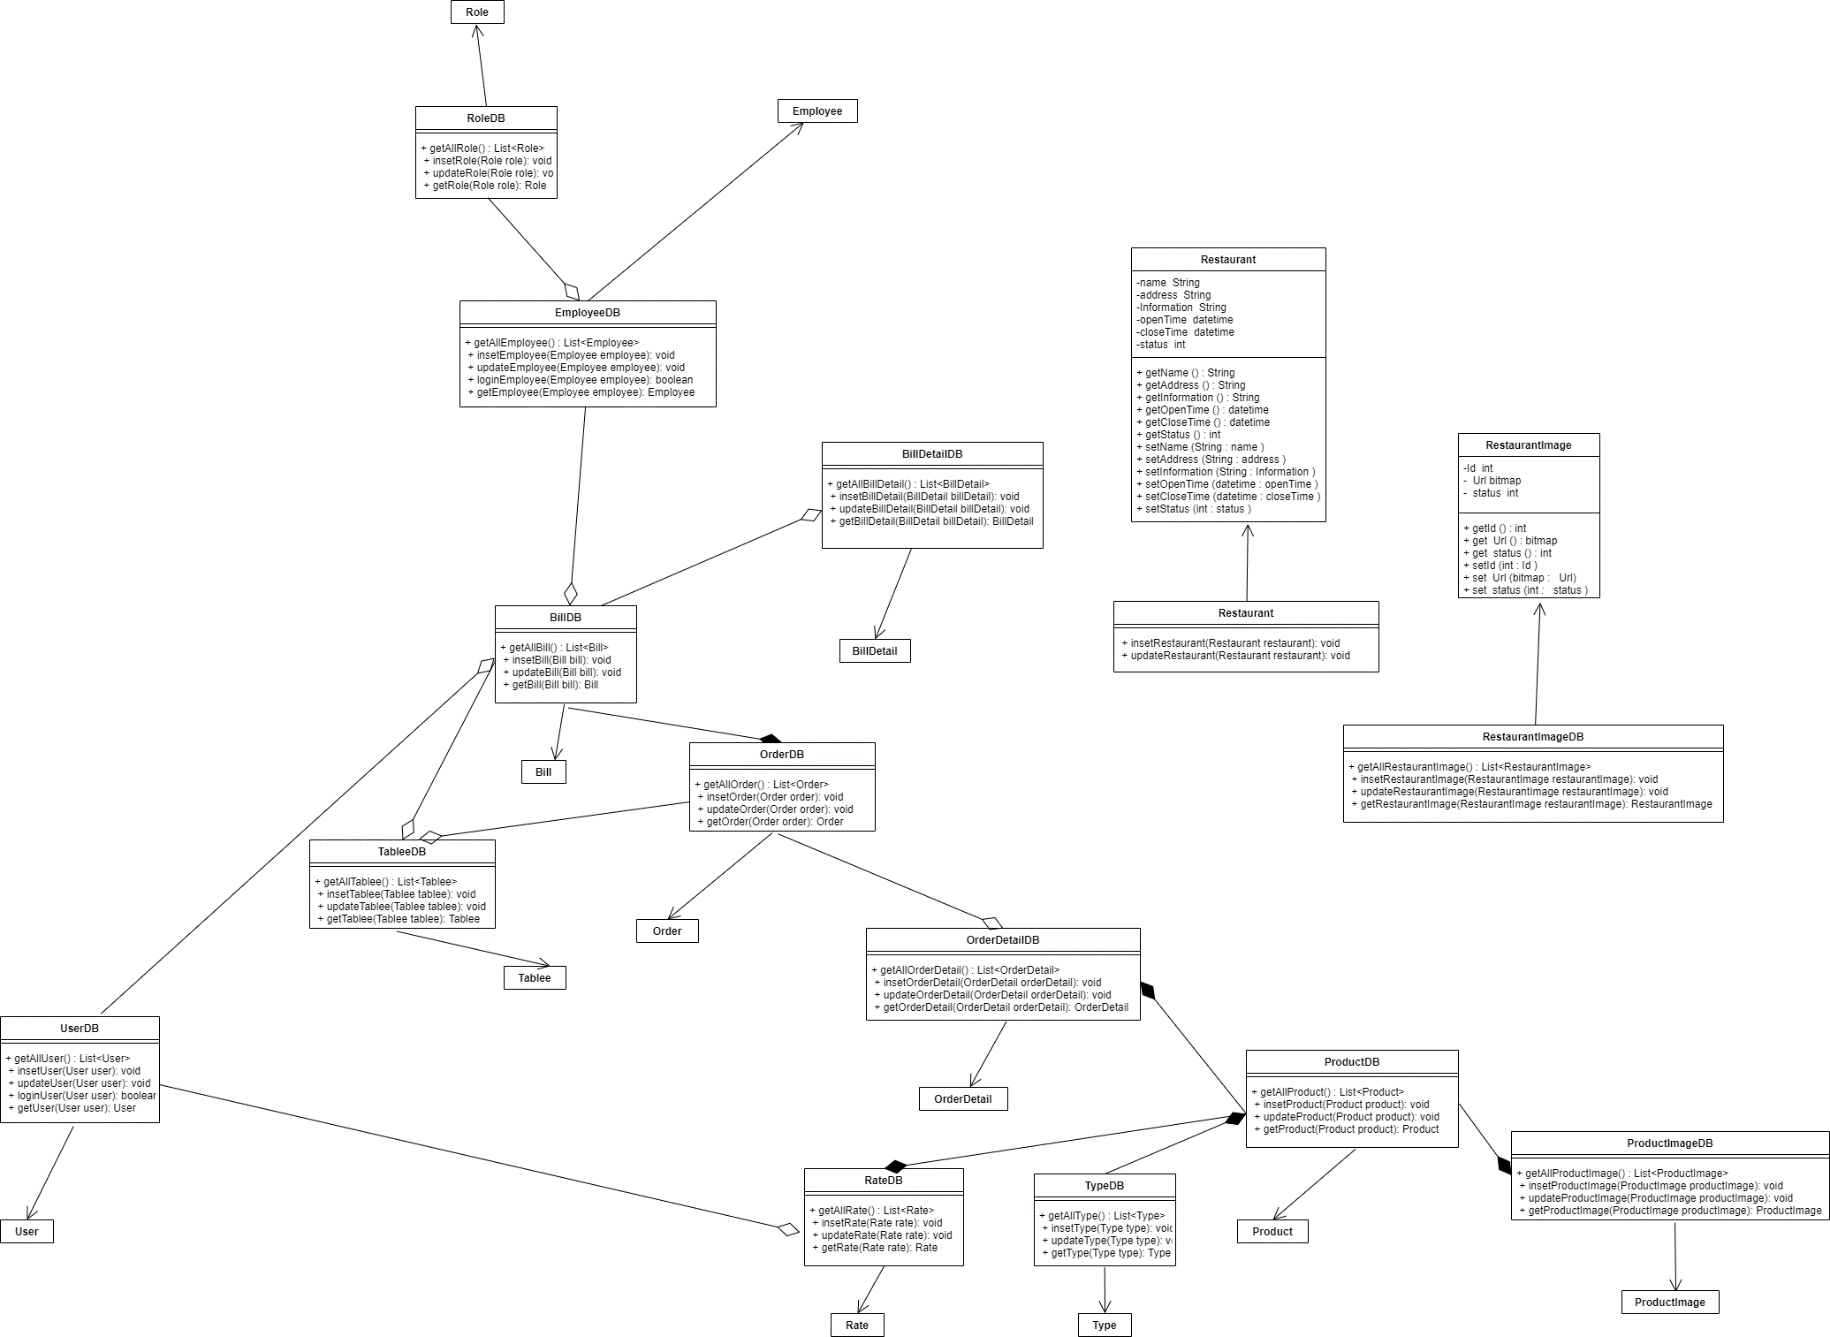 Role
RoleDB
+ getAllRole() : List<Role>
+ insetRole(Role role): void
+ updateRole(Role role): vo
+ getRole(Role role): Role
Employee
EmployeeDB
+ getAllEmployee() : List<Employee>
+ insetEmployee(Employee employee): void
+ updateEmployee(Employee employee): void
+ loginEmployee(Employee employee): boolean
+ getEmployee(Employee employee): Employee
Restaurant
-name  String
-address  String
-Information  String
-openTime  datetime
-closeTime  datetime
-status  int
+ getName () : String
+ getAddress () : String
+ getInformation () : String
+ getOpenTime () : datetime
+ getCloseTime () : datetime
+ getStatus () : int
+ setName (String : name )
+ setAddress (String : address )
+ setInformation (String : Information )
+ setOpenTime (datetime : openTime )
+ setCloseTime (datetime : closeTime )
+ setStatus (int : status )
RestaurantImage
-Id  int
-  Url bitmap
-  status  int
+ getId () : int
+ get  Url () : bitmap
+ get  status () : int
+ setId (int : Id )
+ set  Url (bitmap :   Url)
+ set  status (int :   status )
BillDetailDB
+ getAllBillDetail() : List<BillDetail>
+ insetBillDetail(BillDetail billDetail): void
+ updateBillDetail(BillDetail billDetail): void
+ getBillDetail(BillDetail billDetail): BillDetail
BillDetail
BillDB
+ getAllBill() : List<Bill>
+ insetBill(Bill bill): void
+ updateBill(Bill bill): void
+ getBill(Bill bill): Bill
Bill
Restaurant
+ insetRestaurant(Restaurant restaurant): void
+ updateRestaurant(Restaurant restaurant): void
RestaurantImageDB
+ getAllRestaurantImage() : List<RestaurantImage>
+ insetRestaurantImage(RestaurantImage restaurantImage): void
+ updateRestaurantImage(RestaurantImage restaurantImage): void
+ getRestaurantImage(RestaurantImage restaurantImage): RestaurantImage
OrderDB
+ getAllOrder() : List<Order>
+ insetOrder(Order order): void
+ updateOrder(Order order): void
+ getOrder(Order order): Order
TableeDB
+ getAllTablee() : List<Tablee>
+ insetTablee(Tablee tablee): void
+ updateTablee(Tablee tablee): void
+ getTablee(Tablee tablee): Tablee
Order
Tablee
OrderDetailDB
+ getAllOrderDetail() : List<OrderDetail>
+ insetOrderDetail(OrderDetail orderDetail): void
+ updateOrderDetail(OrderDetail orderDetail): void
+ getOrderDetail(OrderDetail orderDetail): OrderDetail
OrderDetail
UserDB
+ getAllUser() : List<User>
+ insetUser(User user): void
+ updateUser(User user): void
+ loginUser(User user): boolear
+ getUser(User user): User
User
ProductDB
+ getAllProduct() : List<Product>
+ insetProduct(Product product): void
+ updateProduct(Product product): void
+ getProduct(Product product): Product
Product
ProductImageDB
+ getAllProductImage() : List<ProductImage>
+ insetProductImage(ProductImage productImage): void
+ updateProductImage(ProductImage productImage): void
+ getProductImage(ProductImage productImage): ProductImage
ProductImage
RateDB
+ getAllRate() : List<Rate>
+ insetRate(Rate rate): void
+ updateRate(Rate rate): void
+ getRate(Rate rate): Rate
Rate
TypeDB
+ getAllType() : List<Type>
+ insetType(Type type): voic
+ updateType(Type type): v
+ getType(Type type): Type
Type